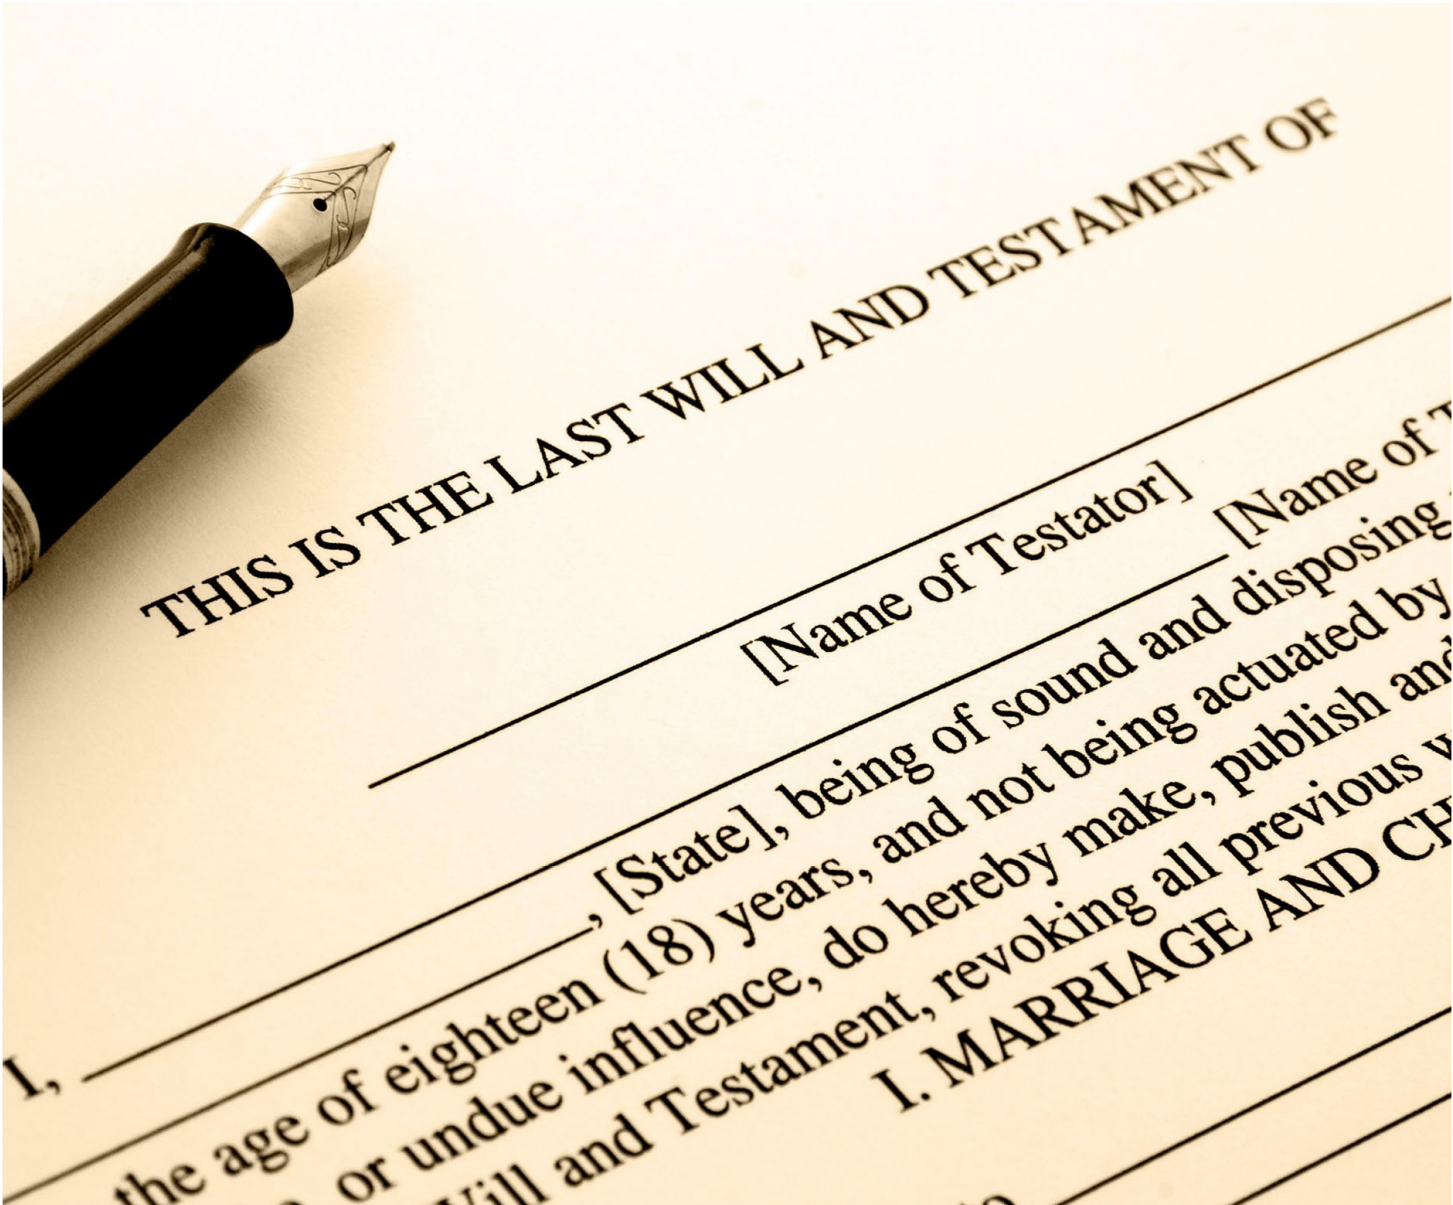 THIS IS THE LAST WILL AND TESTAMENT OF
[Name of Testator]
I, [Name of
, [State], being of sound and disposing
the age of eighteen (18) years, and not being actuated by
or undue influence, do hereby make, publish and
Will and Testament, revoking all previous
I. MARRIAGE AND